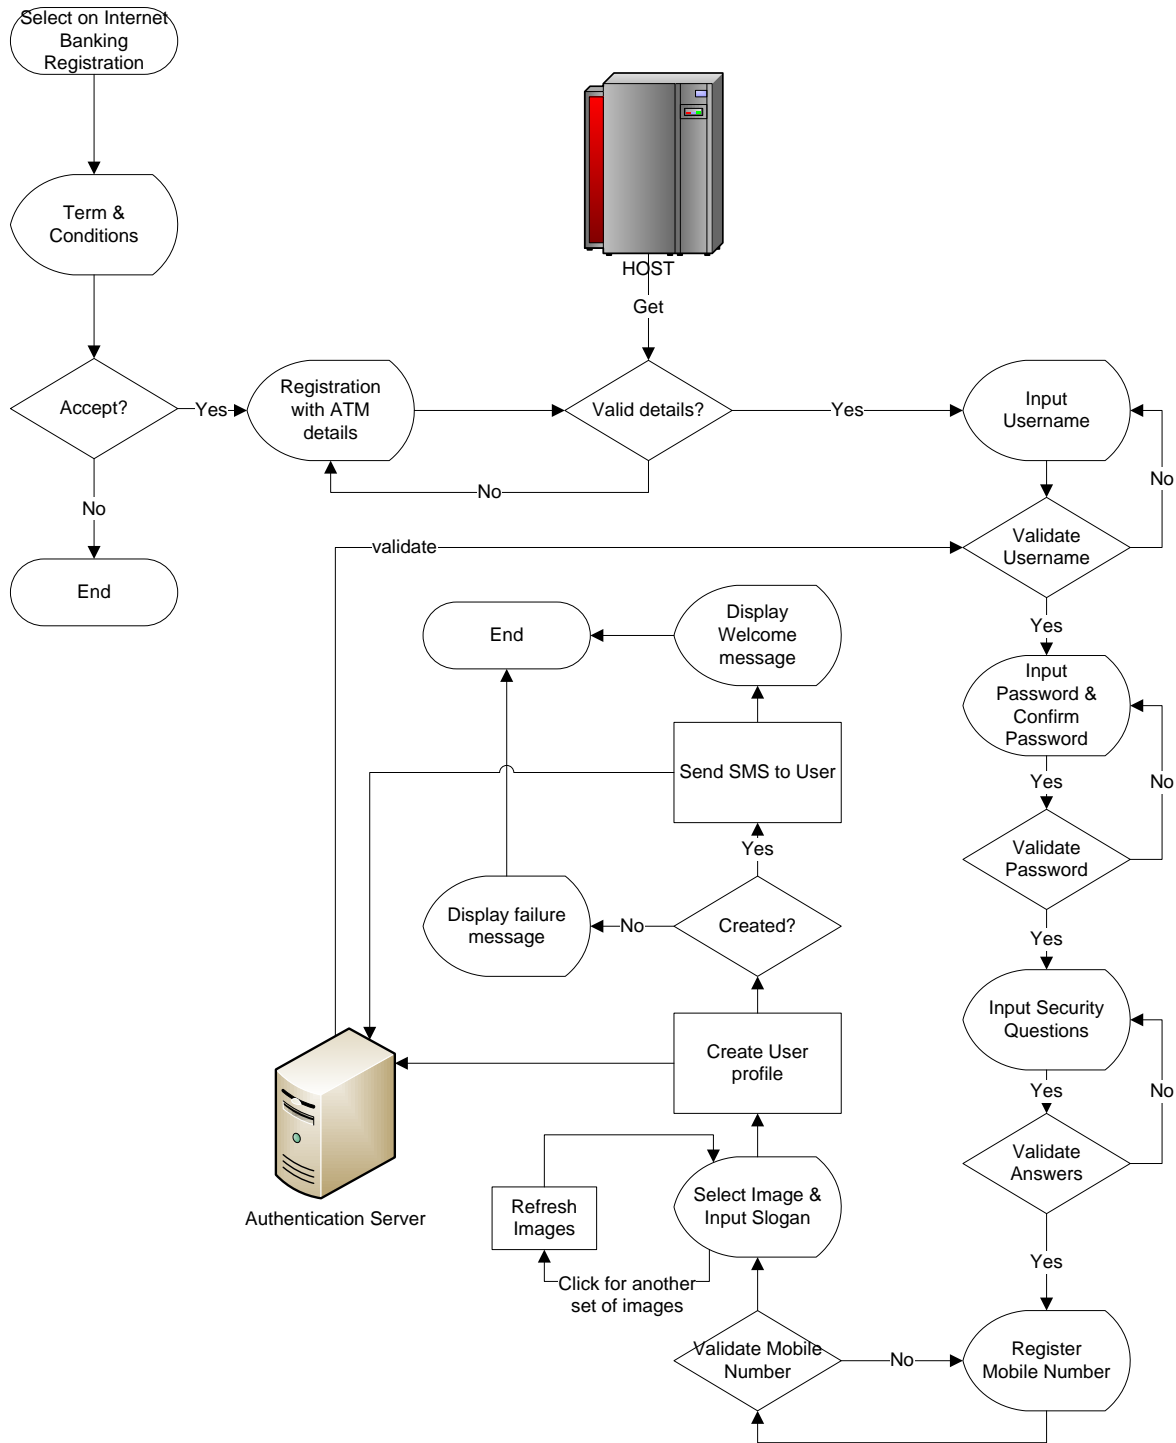 Select on Internet
Banking
Registration
HOST
Get
Term &
Conditions
Accept?
Yes
Registration
with ATM
details
Valid details?
Yes
Input
Username
No
No
No
End
validate
Validate
Username
Yes
End
Display
Welcome
message
Input
Password &
Confirm
Password
Send SMS to User
Yes
No
Yes
Validate
Password
Display failure
message
No
Created?
Yes
Input Security
Questions
Create User
profile
Yes
No
Validate
Answers
Authentication Server
Refresh
Images
Select Image &
Input Slogan
Click for another
set of images
Yes
Validate Mobile
Number
No
Register
Mobile Number